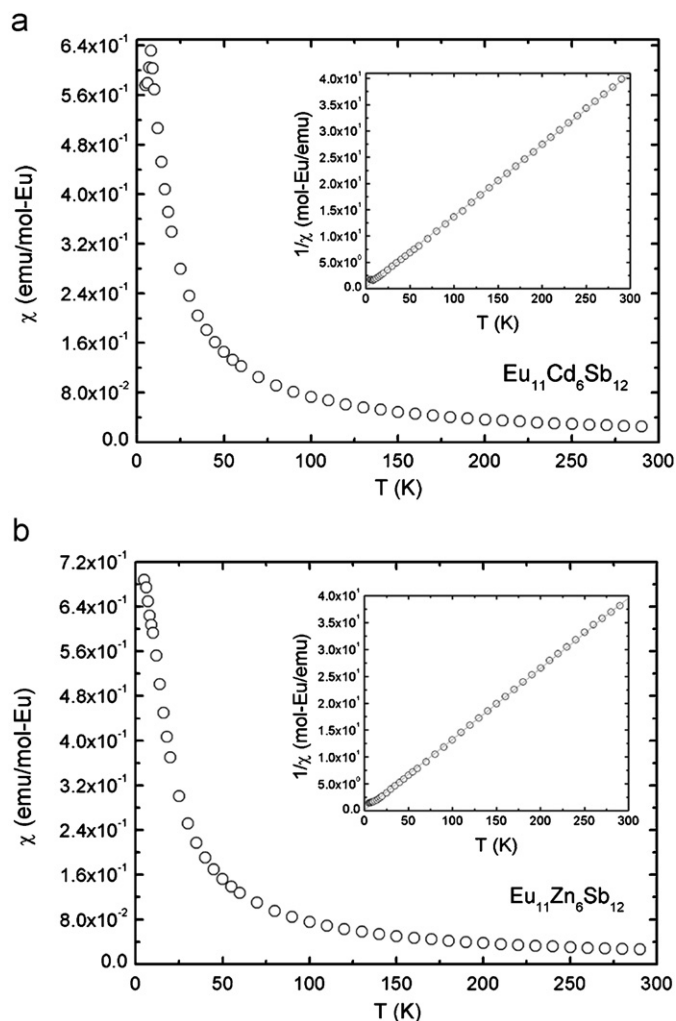 a
χ (emu/mol-Eu)
6.4x10⁻¹
5.6x10⁻¹
4.8x10⁻¹
4.0x10⁻¹
3.2x10⁻¹
2.4x10⁻¹
1.6x10⁻¹
8.0x10⁻²
0.0
0 50 100 150 200 250 300
T (K)
1/χ (mol-Eu/emu)
4.0x10¹
3.5x10¹
3.0x10¹
2.5x10¹
2.0x10¹
1.5x10¹
1.0x10¹
5.0x10⁰
0.0
0 50 100 150 200 250 300
T (K)
Eu₁₁Cd₆Sb₁₂
b
χ (emu/mol-Eu)
7.2x10⁻¹
6.4x10⁻¹
5.6x10⁻¹
4.8x10⁻¹
4.0x10⁻¹
3.2x10⁻¹
2.4x10⁻¹
1.6x10⁻¹
8.0x10⁻²
0.0
0 50 100 150 200 250 300
T (K)
1/χ (mol-Eu/emu)
4.0x10¹
3.5x10¹
3.0x10¹
2.5x10¹
2.0x10¹
1.5x10¹
1.0x10¹
5.0x10⁰
0.0
0 50 100 150 200 250 300
T (K)
Eu₁₁Zn₆Sb₁₂